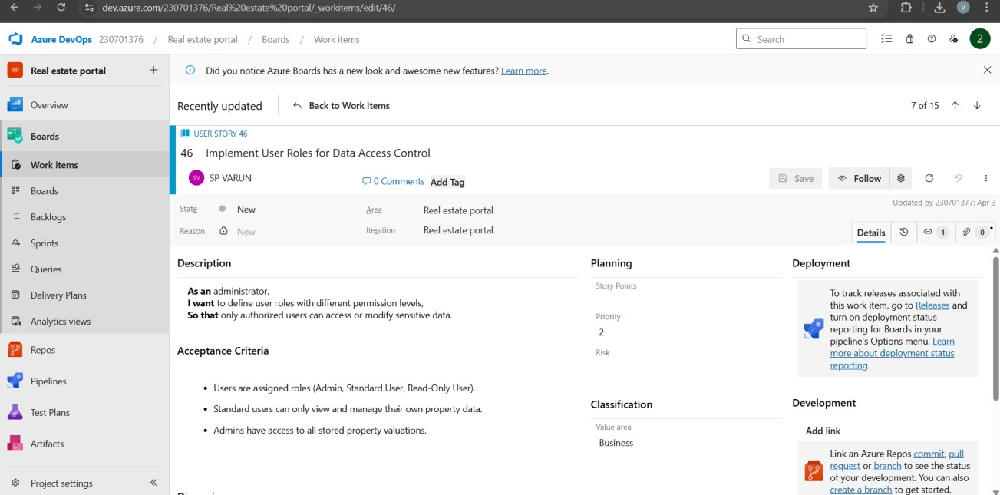 dev.azure.com/230701376/Real%20estate%20portal/_workitems/edit/46/
V
Azure DevOps 230701376 / Real estate portal / Boards / Work items
Search
2
RP Real estate portal +
Did you notice Azure Boards has a new look and awesome new features? Learn more.
Overview
Boards
Work items
Boards
Backlogs
Sprints
Queries
Delivery Plans
Analytics views
Repos
Pipelines
Test Plans
Artifacts
Project settings
Recently updated
Back to Work Items
7 of 15
USER STORY 46
46 Implement User Roles for Data Access Control
SV SP VARUN
0 Comments
Add Tag
Save
Follow
Updated by 230701377: Apr 3
State New
Area Real estate portal
Reason New
Iteration Real estate portal
Details
1
0
Description
As an administrator,
I want to define user roles with different permission levels,
So that only authorized users can access or modify sensitive data.
Acceptance Criteria
• Users are assigned roles (Admin, Standard User, Read-Only User).
• Standard users can only view and manage their own property data.
• Admins have access to all stored property valuations.
Planning
Story Points
Priority
2
Risk
Classification
Value area
Business
Deployment
To track releases associated with
this work item, go to Releases and
turn on deployment status
reporting for Boards in your
pipeline's Options menu. Learn
more about deployment status
reporting
Development
Add link
Link an Azure Repos commit, pull
request or branch to see the status
of your development. You can also
create a branch to get started.